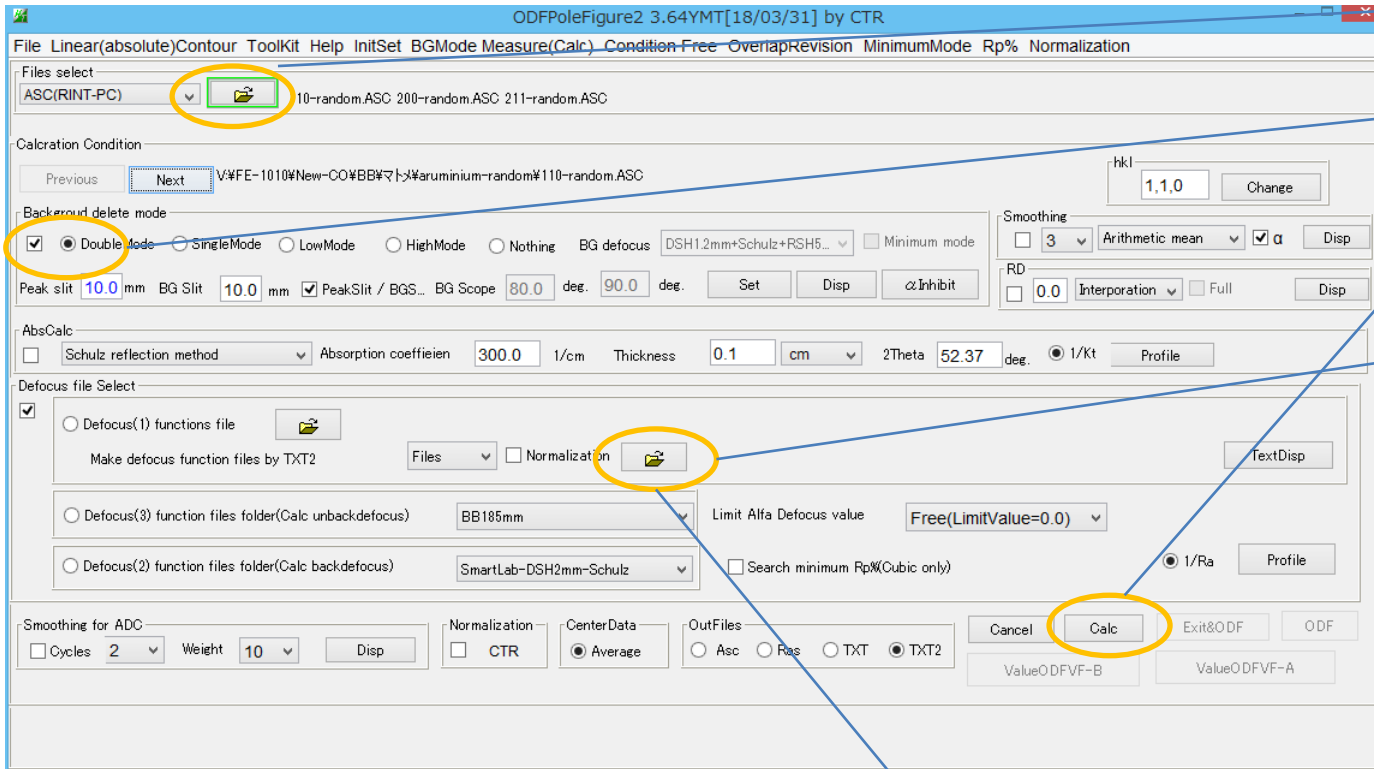 ODFPoleFigure2 3.64YMT[18/03/31] by CTR
File Linear(absolute)Contour ToolKit Help InitSet BGMode Measure(Calc) Condition Free OverlapRevision MinimumMode Rp% Normalization
Files select
ASC(RINT-PC) 10-random.ASC 200-random.ASC 211-random.ASC
Calcration Condition
Previous Next V:¥FE-1010¥New-CO¥BB¥マトメ¥aruminium-random¥110-random.ASC
hkl
1,1,0 Change
Backgroud delete mode
DoubleMode SingleMode LowMode HighMode Nothing BG defocus DSH1.2mm+Schulz+RSH5... Minimum mode
Peak slit 10.0 mm BG Slit 10.0 mm PeakSlit / BGS... BG Scope 80.0 deg. 90.0 deg. Set Disp αInhibit
Smoothing
3 Arithmetic mean α Disp
RD
0.0 Interporation Full Disp
AbsCalc
Schulz reflection method Absorption coefficien 300.0 1/cm Thickness 0.1 cm 2Theta 52.37 deg. 1/Kt Profile
Defocus file Select
Defocus(1) functions file
Make defocus function files by TXT2 Files Normalization TextDisp
Defocus(3) function files folder(Calc unbackdefocus) BB185mm Limit Alfa Defocus value Free(LimitValue=0.0)
Defocus(2) function files folder(Calc backdefocus) SmartLab-DSH2mm-Schulz Search minimum Rp%(Cubic only) 1/Ra Profile
Smoothing for ADC
Cycles 2 Weight 10 Disp
Normalization
CTR
CenterData
Average
OutFiles
Asc Ras TXT TXT2
Cancel Calc Exit&ODF ODF
ValueODFVF-B ValueODFVF-A